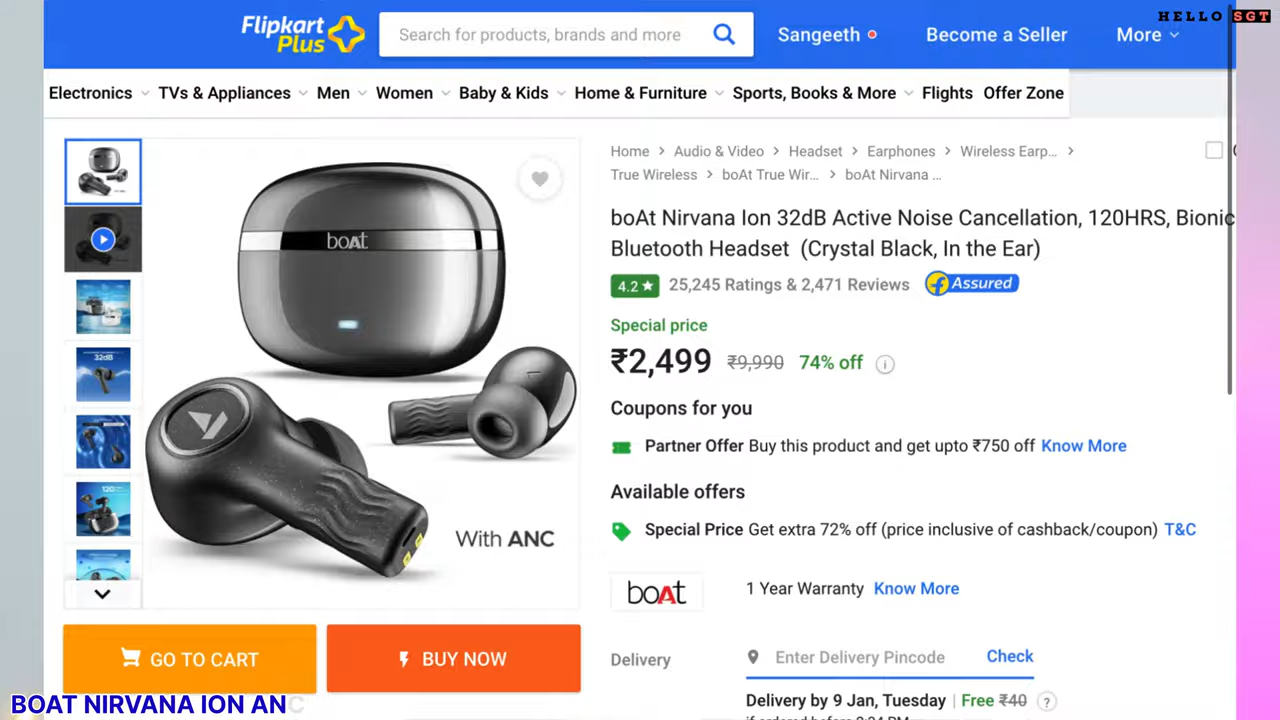 HELLO SGT
Flipkart
Plus
Search for products, brands and more
Sangeeth
Become a Seller
More
Electronics
TVs & Appliances
Men
Women
Baby & Kids
Home & Furniture
Sports, Books & More
Flights
Offer Zone
Home > Audio & Video > Headset > Earphones > Wireless Earp... >
True Wireless > boAt True Wir... > boAt Nirvana ...
boAt Nirvana Ion 32dB Active Noise Cancellation, 120HRS, Bionic
Bluetooth Headset (Crystal Black, In the Ear)
4.2★ 25,245 Ratings & 2,471 Reviews Assured
Special price
₹2,499 ₹9,990 74% off
Coupons for you
Partner Offer Buy this product and get upto ₹750 off Know More
Available offers
Special Price Get extra 72% off (price inclusive of cashback/coupon) T&C
boAt
1 Year Warranty Know More
Delivery
Enter Delivery Pincode
Check
Delivery by 9 Jan, Tuesday | Free ₹40 ?
boAt
With ANC
32dB
120
GO TO CART
BUY NOW
BOAT NIRVANA ION ANC